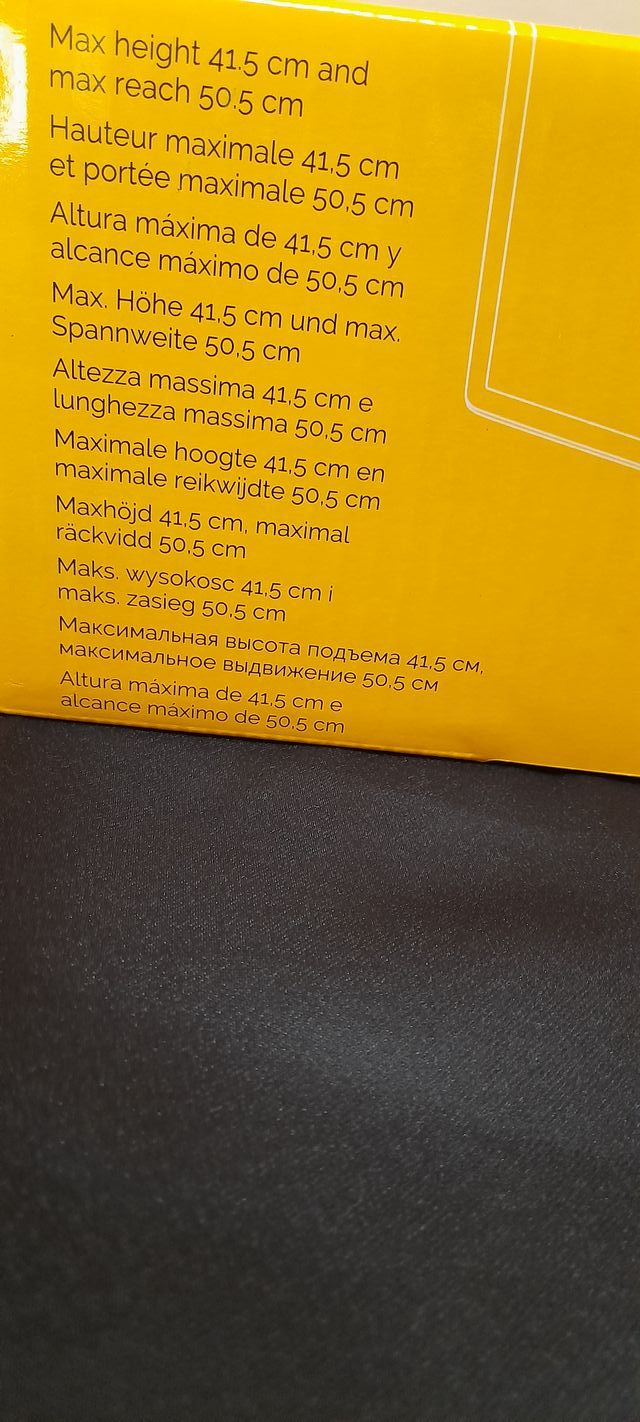 Max height 41.5 cm and
max reach 50.5 cm
Hauteur maximale 41,5 cm
et portée maximale 50,5 cm
Altura máxima de 41,5 cm y
alcance máximo de 50,5 cm
Max. Höhe 41,5 cm und max.
Spannweite 50,5 cm
Altezza massima 41,5 cm e
lunghezza massima 50,5 cm
Maximale hoogte 41,5 cm en
maximale reikwijdte 50,5 cm
Maxhöjd 41,5 cm, maximal
räckvidd 50,5 cm
Maks. wysokosc 41,5 cm i
maks. zasieg 50,5 cm
Максимальная высота подъема 41,5 см,
максимальное выдвижение 50,5 см
Altura máxima de 41,5 cm e
alcance máximo de 50,5 cm